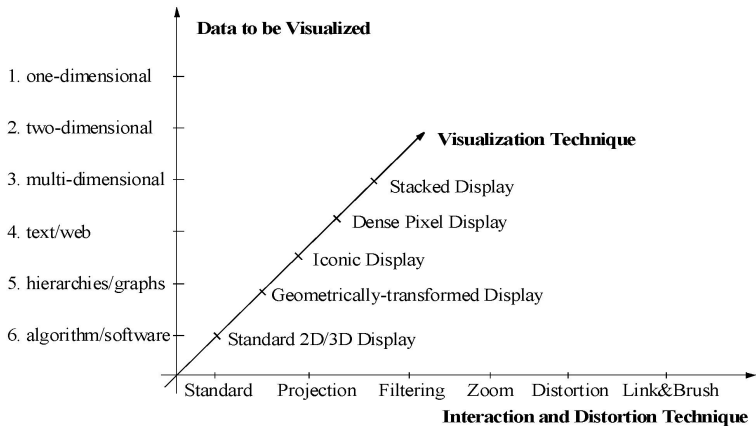 Data to be Visualized
1. one-dimensional
2. two-dimensional
Visualization Technique
3. multi-dimensional
Stacked Display
Dense Pixel Display
4. text/web
Iconic Display
5. hierarchies/graphs
Geometrically-transformed Display
6. algorithm/software
Standard 2D/3D Display
Standard Projection Filtering Zoom Distortion Link&Brush
Interaction and Distortion Technique